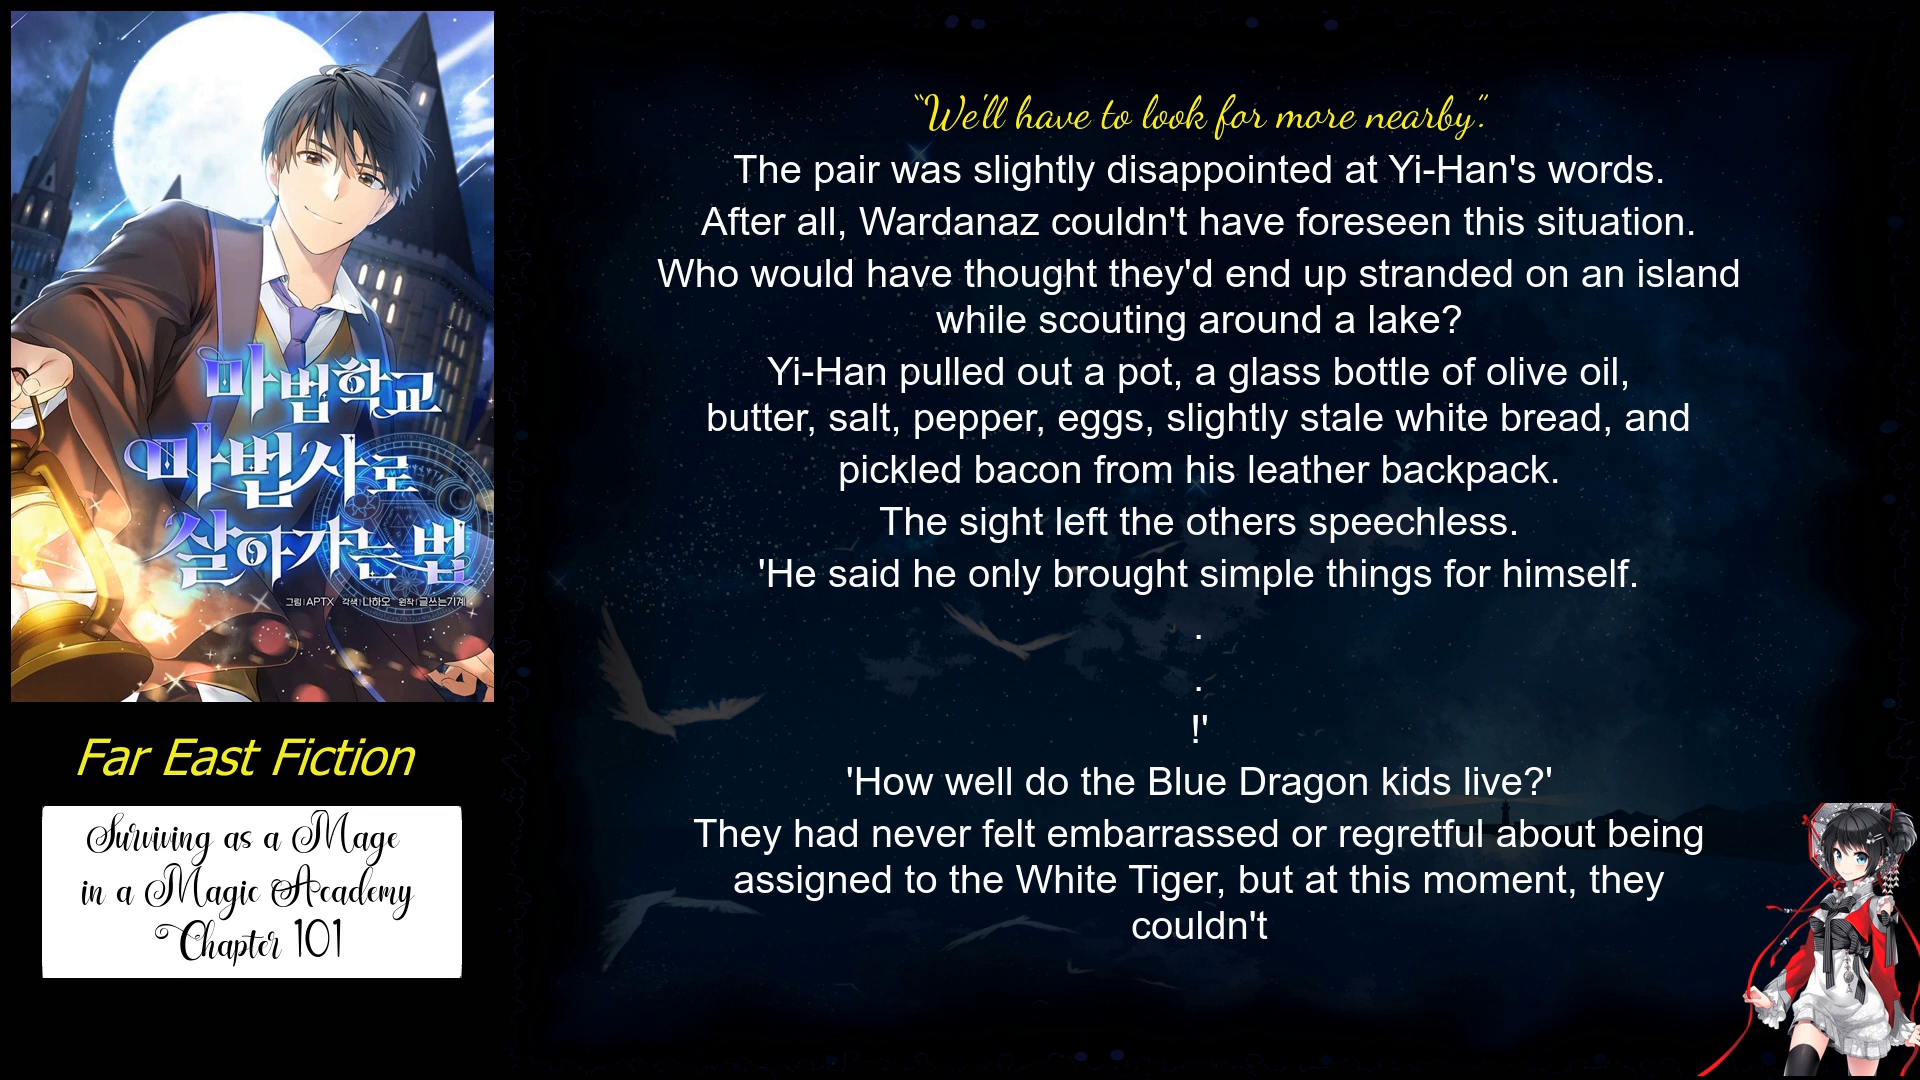 마법학교
마법사로
살아가는 법
그림|APTX 각색|나하오 원작|글쓰는기계
Far East Fiction
Surviving as a Mage
in a Magic Academy
Chapter 101
“We'll have to look for more nearby.”
The pair was slightly disappointed at Yi-Han's words.
After all, Wardanaz couldn't have foreseen this situation.
Who would have thought they'd end up stranded on an island
while scouting around a lake?
Yi-Han pulled out a pot, a glass bottle of olive oil,
butter, salt, pepper, eggs, slightly stale white bread, and
pickled bacon from his leather backpack.
The sight left the others speechless.
'He said he only brought simple things for himself.
.
.
!'
'How well do the Blue Dragon kids live?'
They had never felt embarrassed or regretful about being
assigned to the White Tiger, but at this moment, they
couldn't